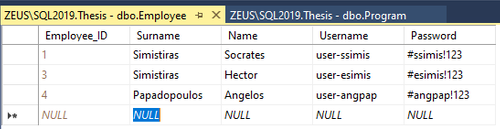 ZEUS\SQL2019.Thesis - dbo.Employee ZEUS\SQL2019.Thesis - dbo.Program
Employee_ID Surname Name Username Password
1 Simistiras Socrates user-ssimis #ssimis!123
3 Simistiras Hector user-esimis #esimis!123
4 Papadopoulos Angelos user-angpap #angpap!123
NULL NULL NULL NULL NULL